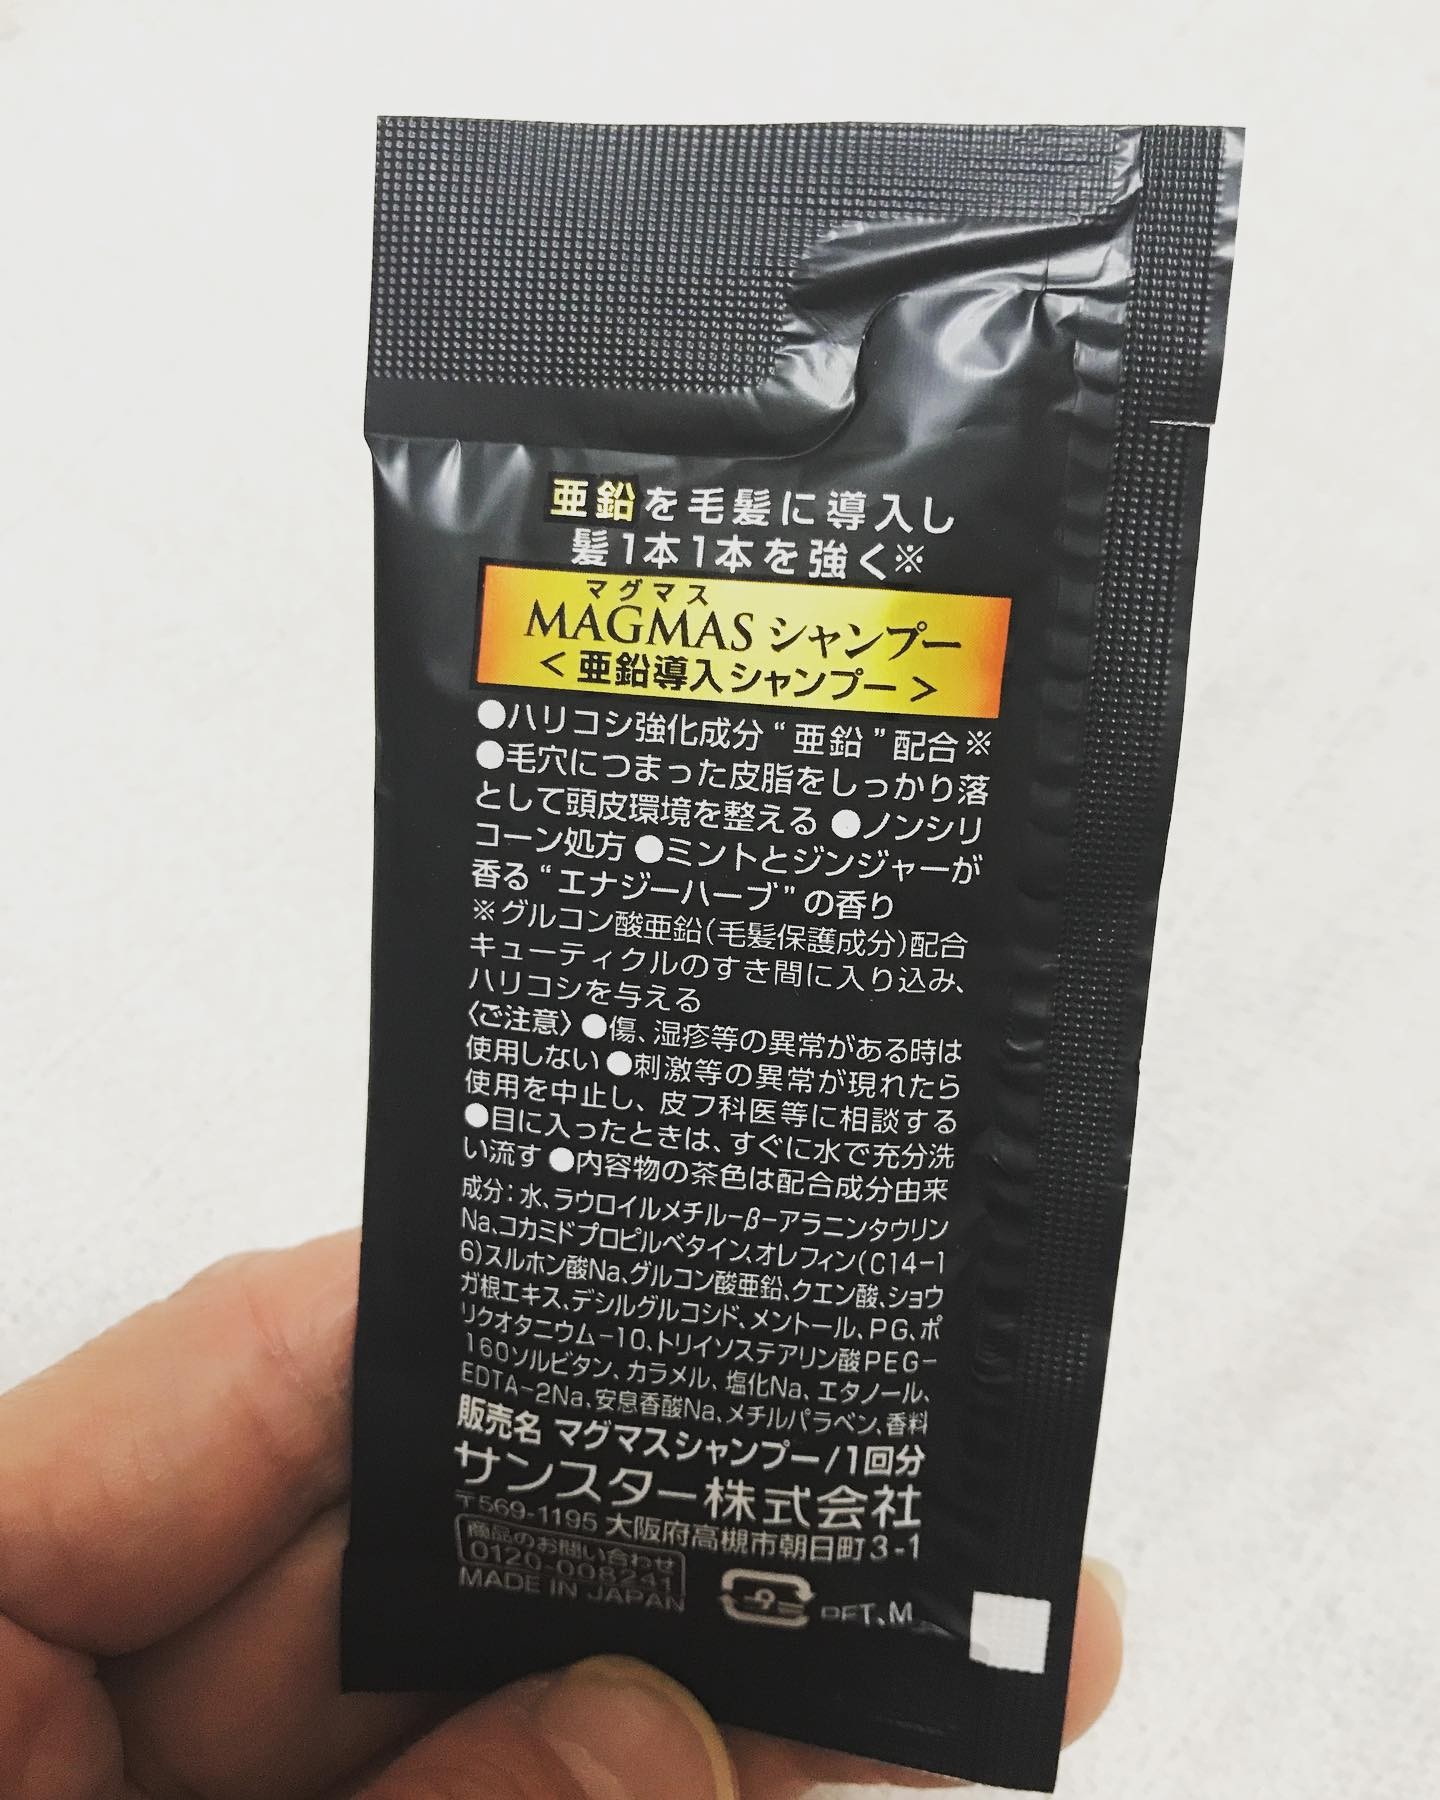 亜鉛を毛髪に導入し
髪1本1本を強く※
マグマス
MAGMAS シャンプー
<亜鉛導入シャンプー>
●ハリコシ強化成分“亜鉛”配合※
●毛穴につまった皮脂をしっかり落
として頭皮環境を整える ●ノンシリ
コーン処方 ●ミントとジンジャーが
香る“エナジーハーブ”の香り
※グルコン酸亜鉛(毛髪保護成分)配合
キューティクルのすき間に入り込み、
ハリコシを与える
〈ご注意〉●傷、湿疹等の異常がある時は
使用しない ●刺激等の異常が現れたら
使用を中止し、皮フ科医等に相談する
●目に入ったときは、すぐに水で充分洗
い流す ●内容物の茶色は配合成分由来
成分：水、ラウロイルメチル-β-アラニンタウリン
Na、コカミドプロピルベタイン、オレフィン(C14-1
6)スルホン酸Na、グルコン酸亜鉛、クエン酸、ショウ
ガ根エキス、デシルグルコシド、メントール、PG、ポ
リクオタニウム-10、トリイソステアリン酸PEG-
160ソルビタン、カラメル、塩化Na、エタノール、
EDTA-2Na、安息香酸Na、メチルパラベン、香料
販売名 マグマスシャンプー/1回分
サンスター株式会社
〒569-1195 大阪府高槻市朝日町3-1
商品のお問い合わせ
0120-008241
MADE IN JAPAN
PET、M